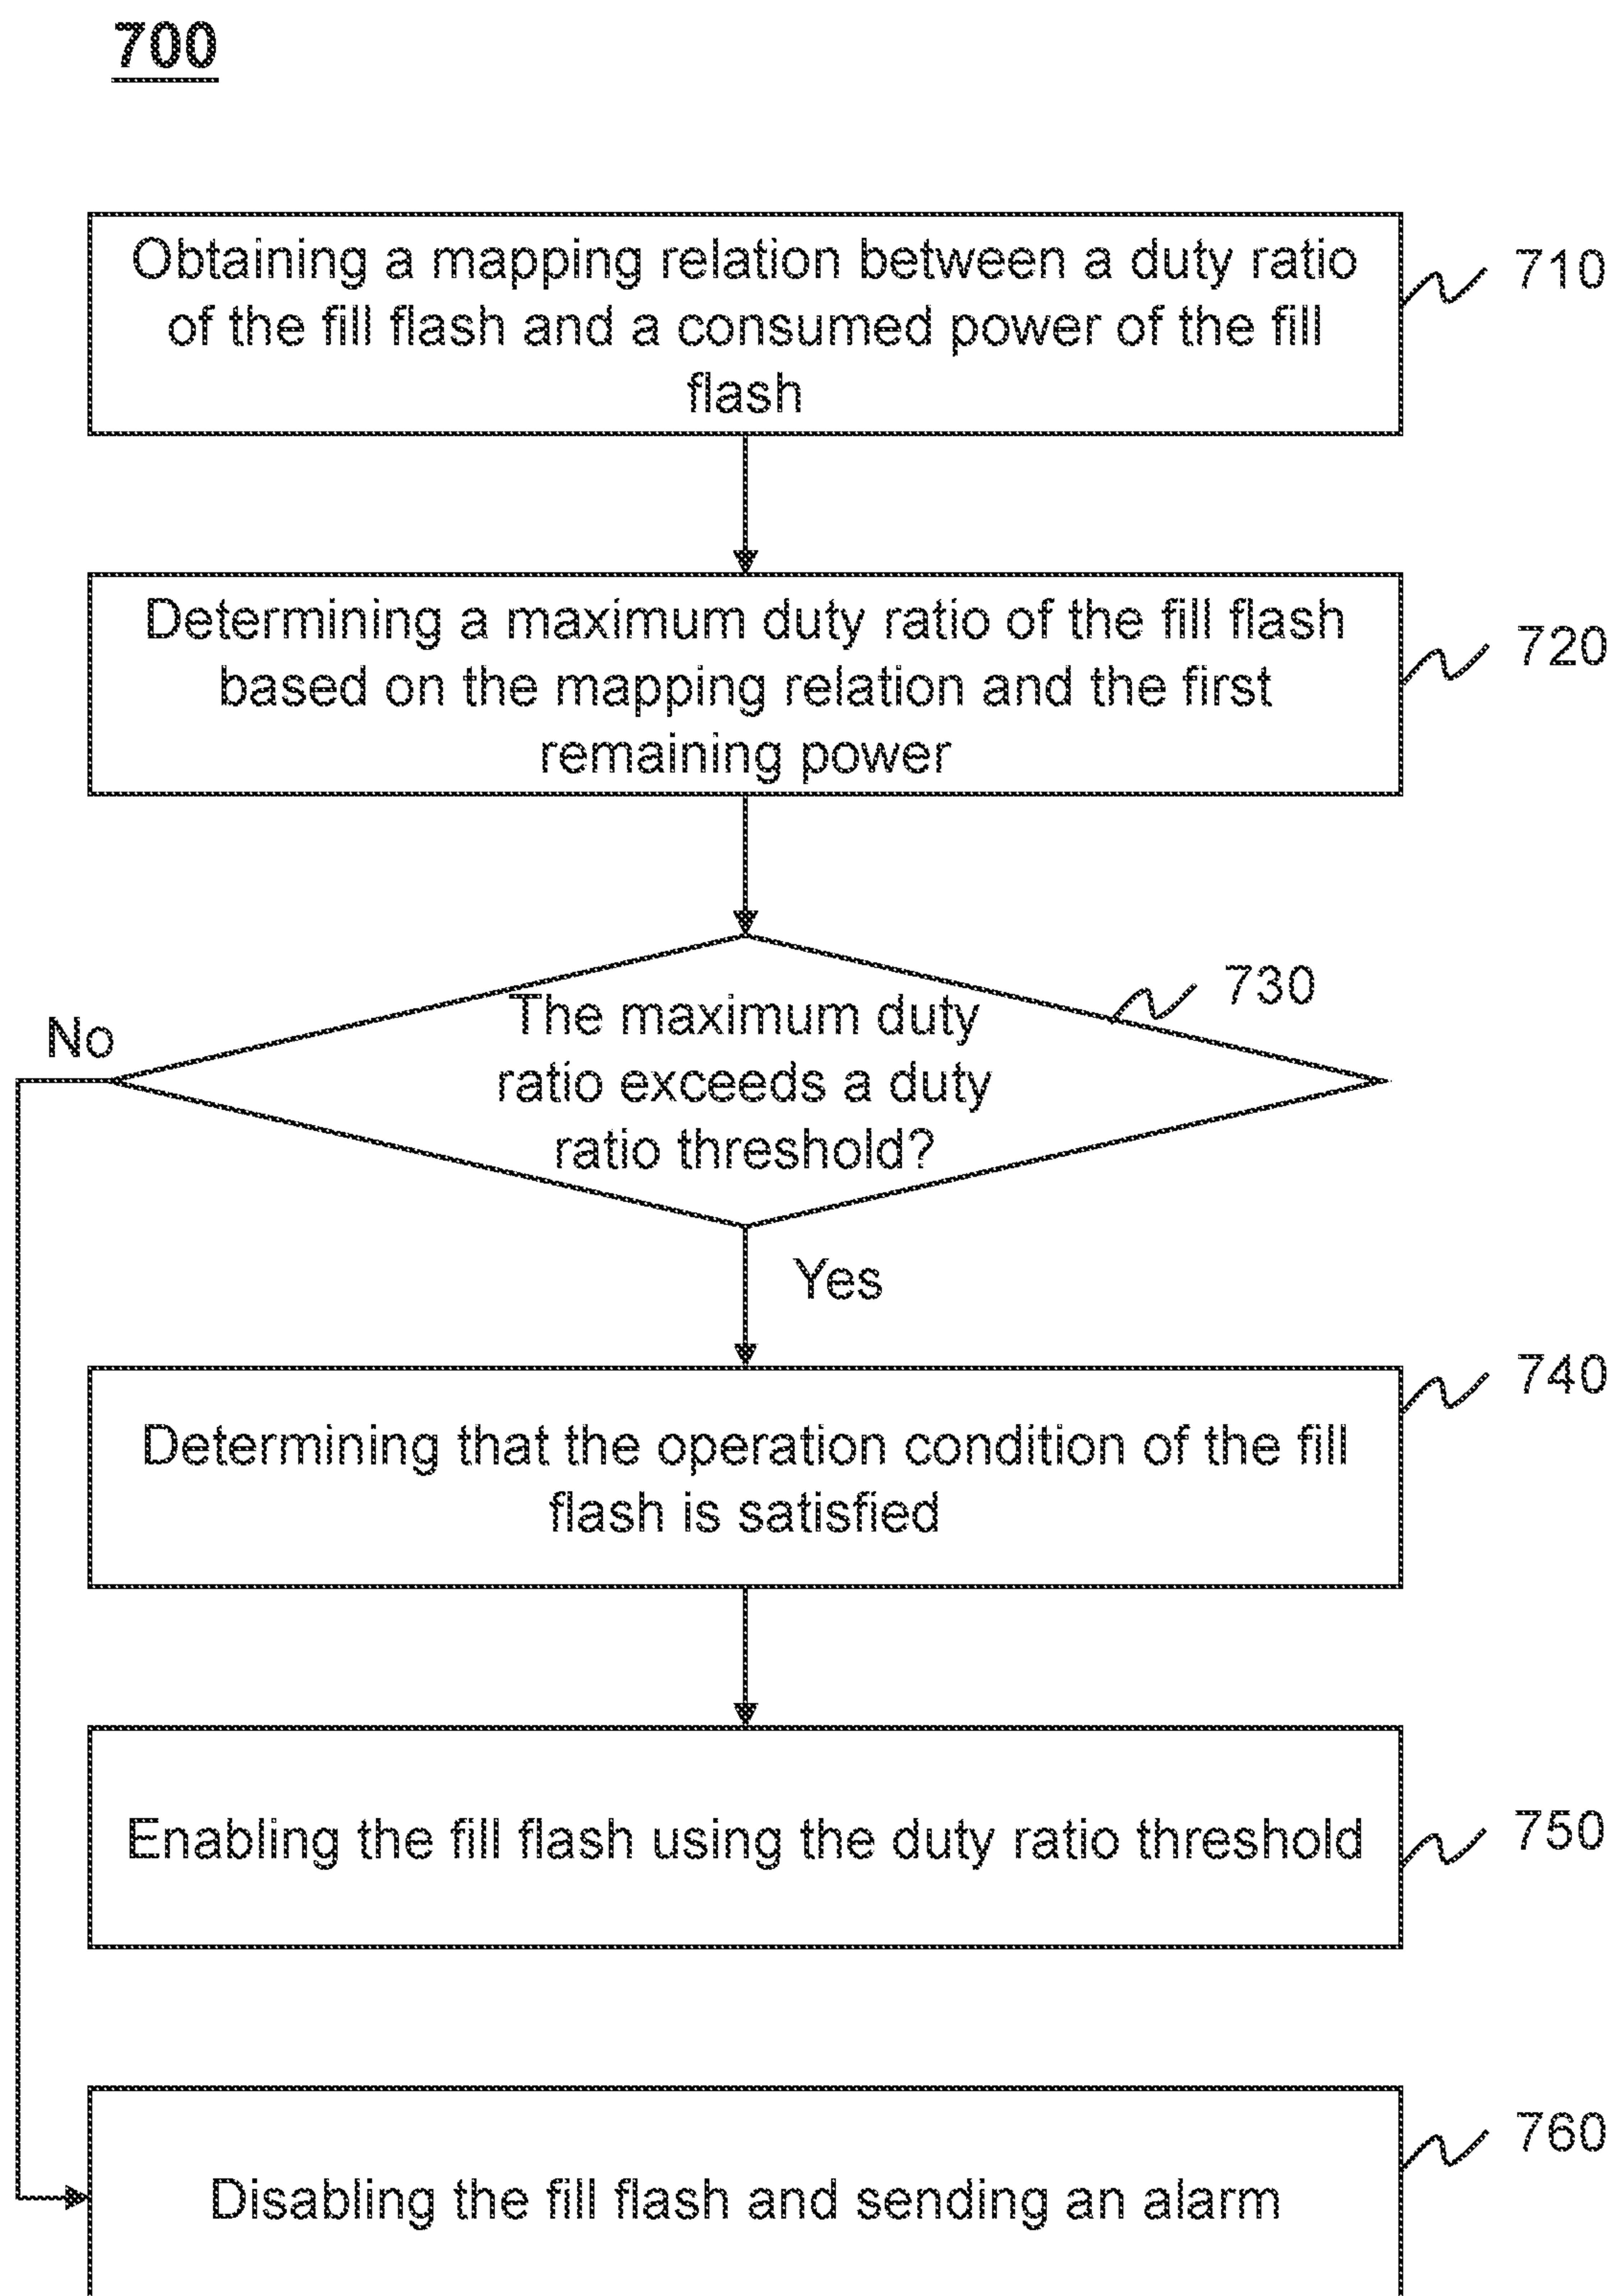 700
Obtaining a mapping relation between a duty ratio
of the fill flash and a consumed power of the fill
flash
710
Determining a maximum duty ratio of the fill flash
based on the mapping relation and the first
remaining power
720
The maximum duty
ratio exceeds a duty
ratio threshold?
730
No
Yes
Determining that the operation condition of the fill
flash is satisfied
740
Enabling the fill flash using the duty ratio threshold
750
Disabling the fill flash and sending an alarm
760